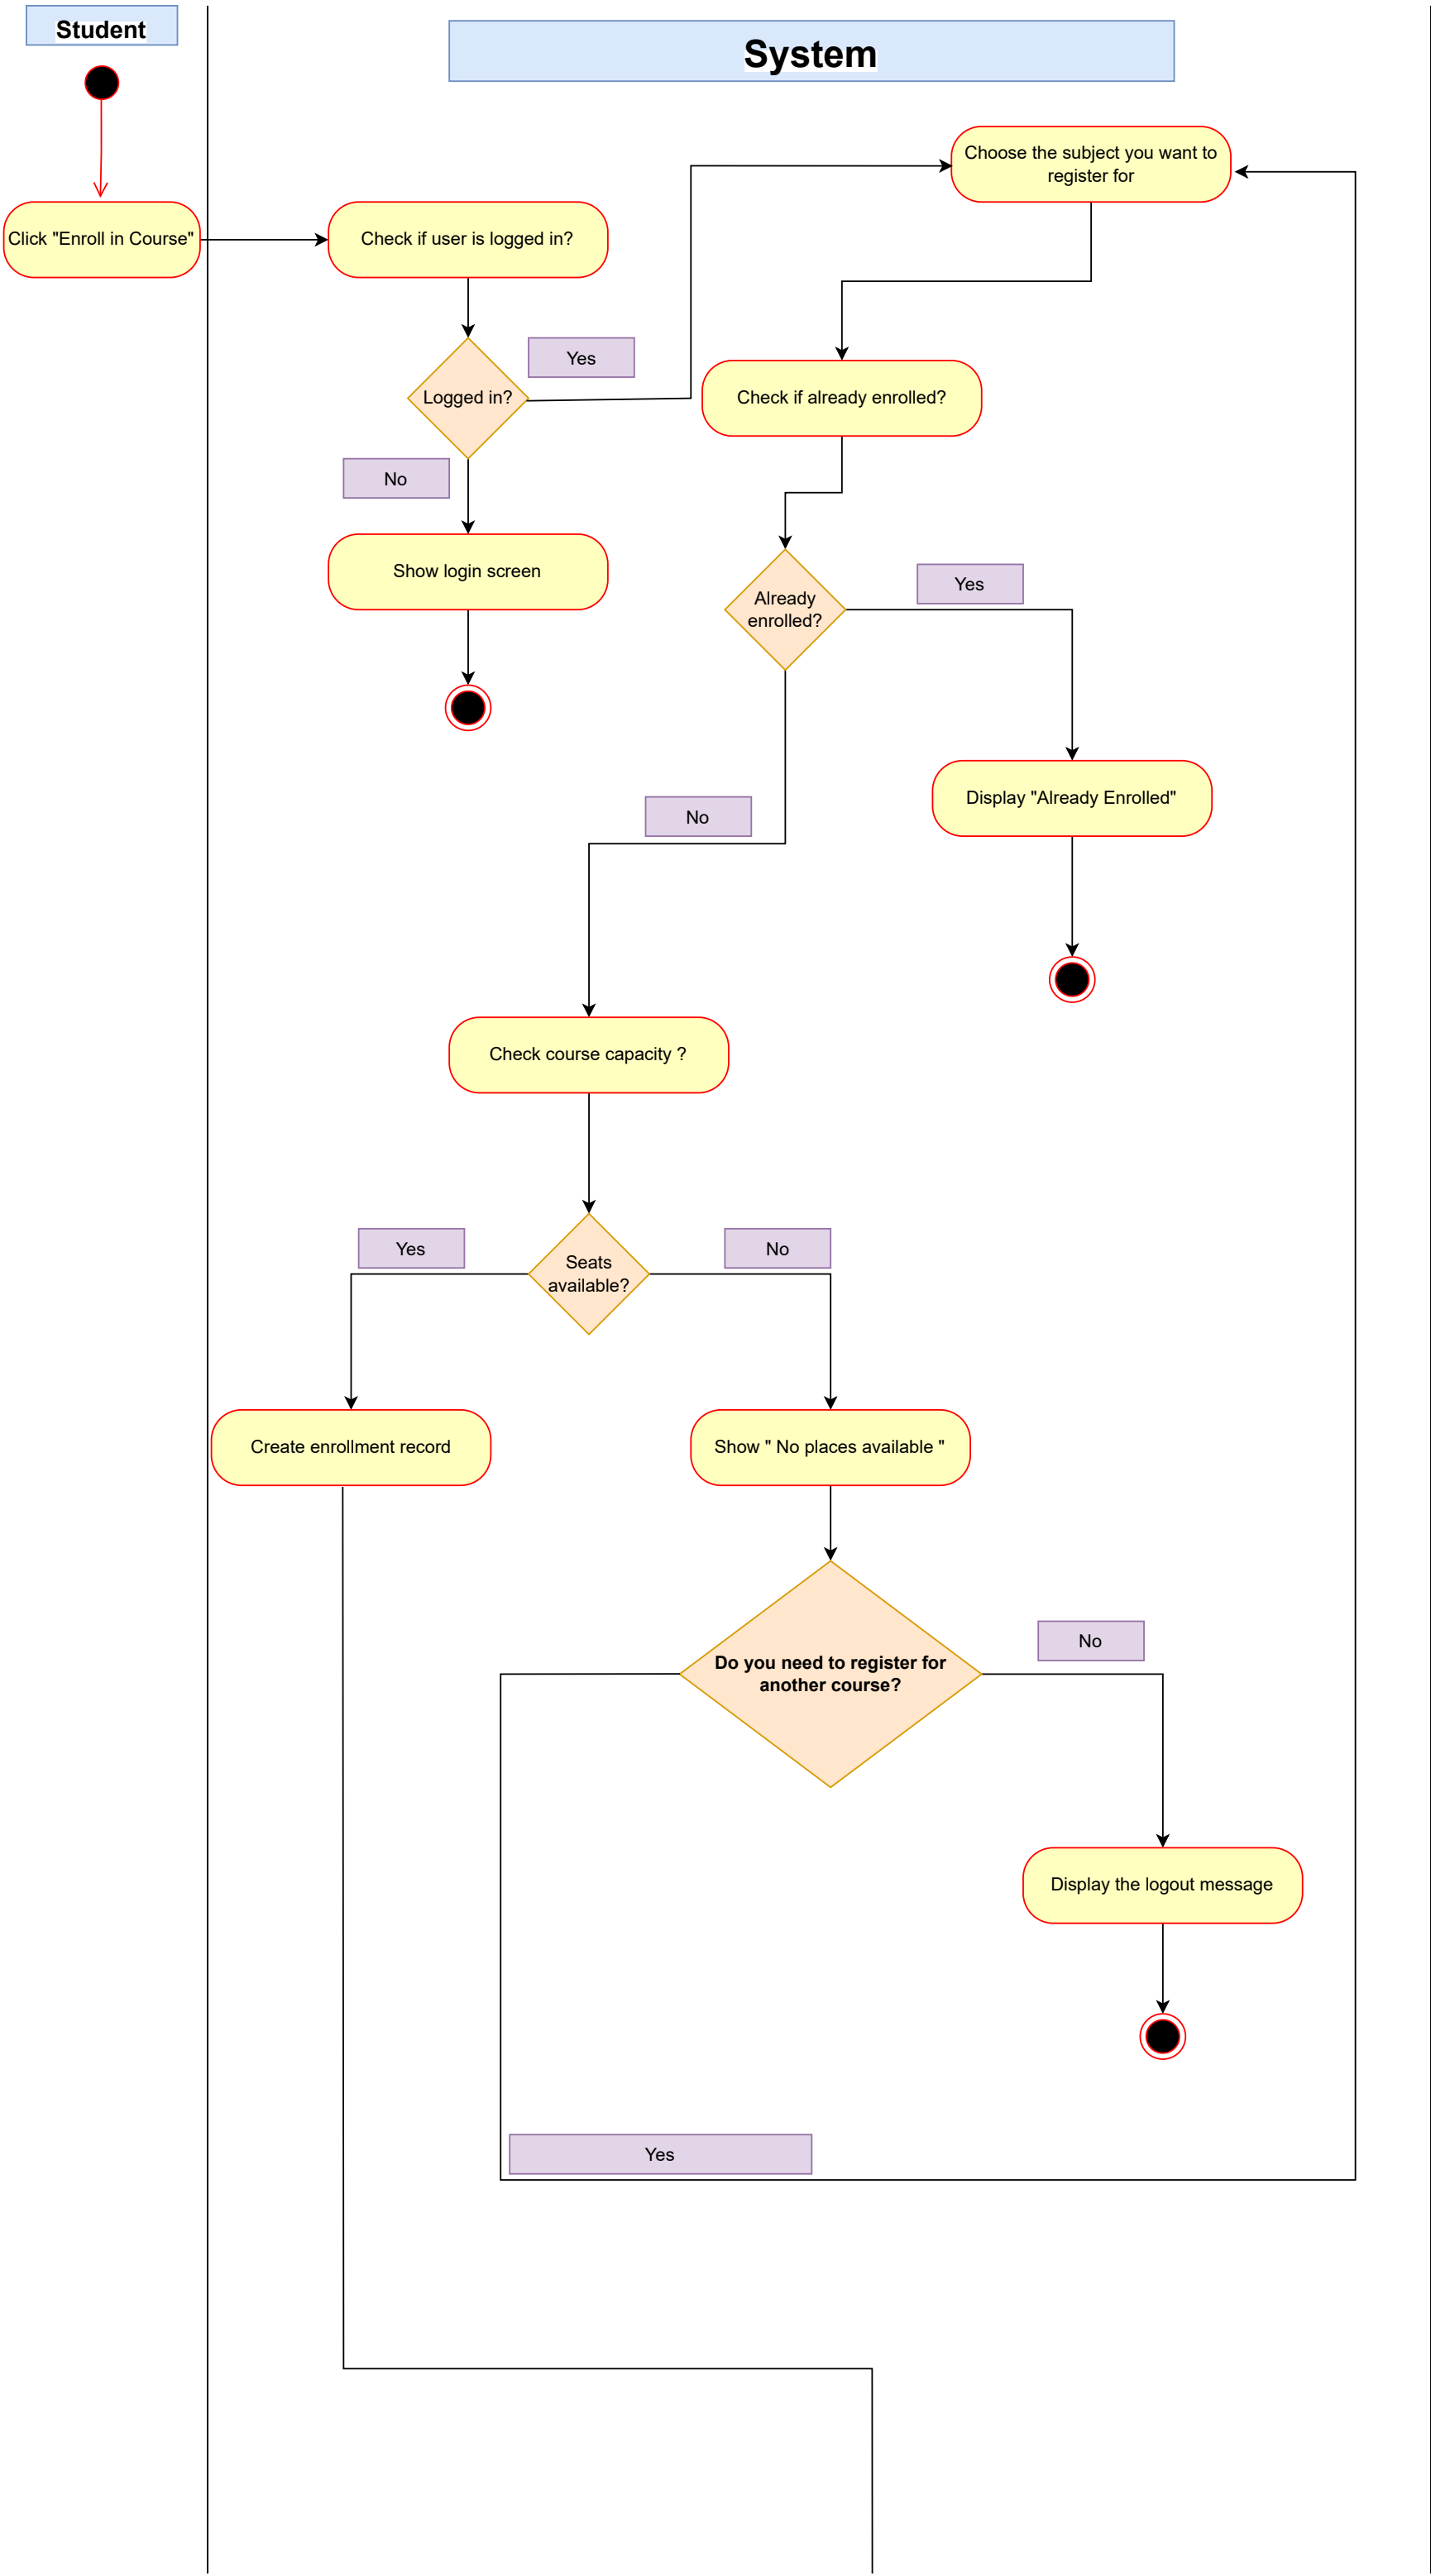 Student
System
Choose the subject you want to
register for
Click "Enroll in Course"
Check if user is logged in?
Yes
Logged in?
Check if already enrolled?
No
Show login screen
Yes
Already
enrolled?
Display "Already Enrolled"
No
Check course capacity ?
Yes
No
Seats
available?
Create enrollment record
Show " No places available "
No
Do you need to register for
another course?
Display the logout message
Yes